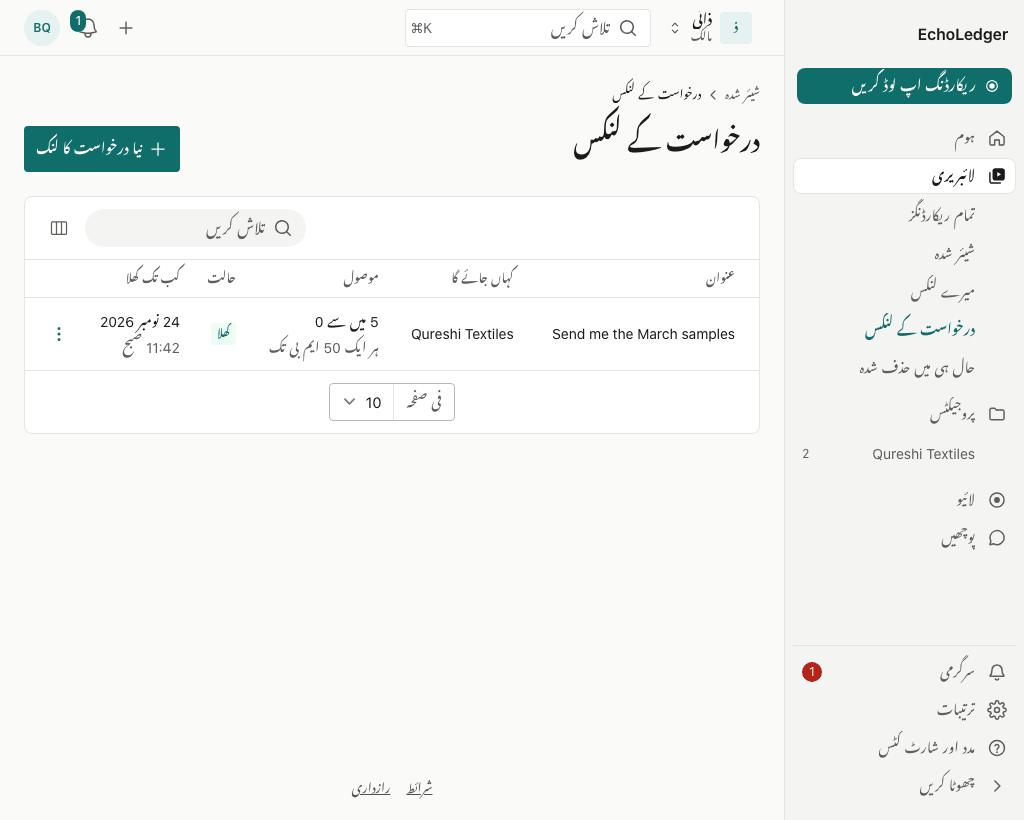 EchoLedger
ریکارڈنگ اپ لوڈ کریں
ہوم
لائبریری
تمام ریکارڈنگز
شیئر شدہ
میرے لنکس
درخواست کے لنکس
حال ہی میں حذف شدہ
پروجیکٹس
Qureshi Textiles 2
لائیو
پوچھیں
سرگرمی 1
ترتیبات
مدد اور شارٹ کٹس
چھوٹا کریں
ذ ذاتی
مالک
تلاش کریں ⌘K
1
BQ
شیئر شدہ › درخواست کے لنکس
درخواست کے لنکس
نیا درخواست کا لنک
تلاش کریں
عنوان کہاں جائے گا موصول حالت کب تک کھلا
Send me the March samples Qureshi Textiles 5 میں سے 0 کھلا 24 نومبر 2026
ہر ایک 50 ایم بی تک 11:42 صبح
فی صفحہ 10
شرائط رازداری